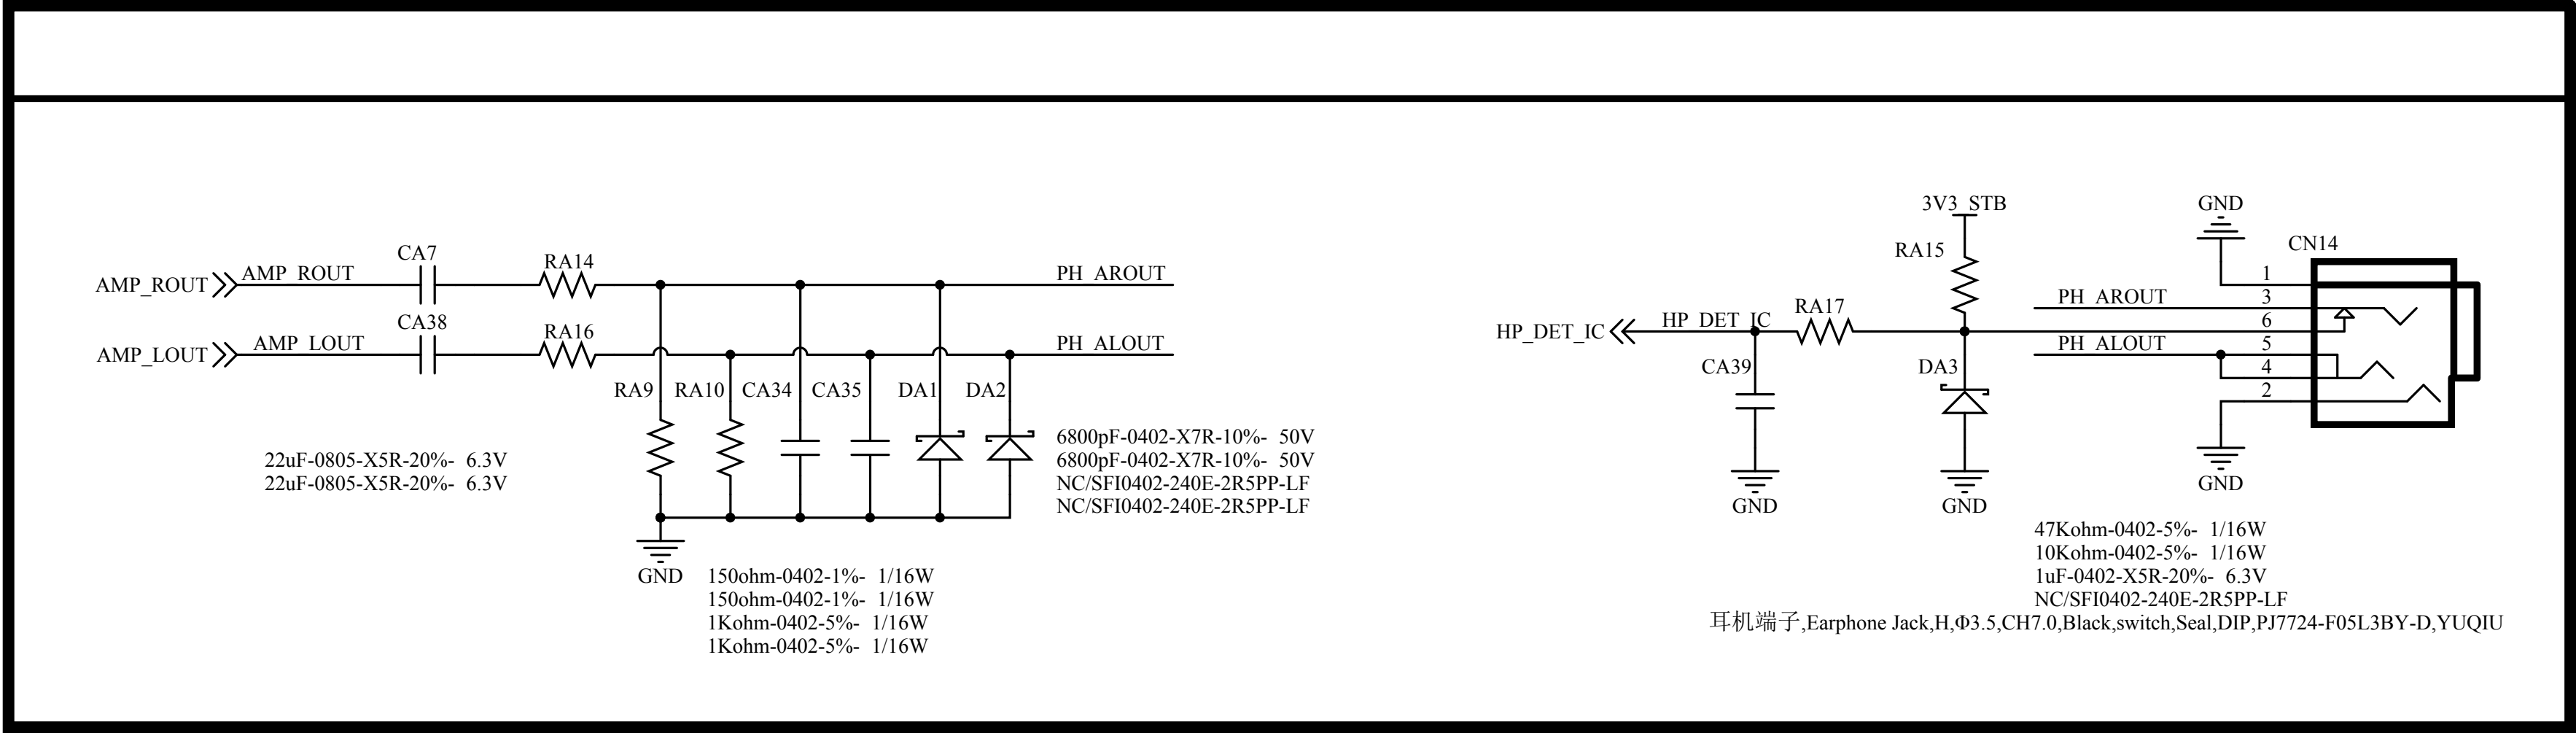 CA7
AMP_ROUT
AMP_ROUT
RA14
PH_AROUT
CA38
AMP_LOUT
AMP_LOUT
RA16
PH_ALOUT
RA9
RA10
CA34
CA35
DA1
DA2
22uF-0805-X5R-20%- 6.3V
22uF-0805-X5R-20%- 6.3V
6800pF-0402-X7R-10%- 50V
6800pF-0402-X7R-10%- 50V
NC/SFI0402-240E-2R5PP-LF
NC/SFI0402-240E-2R5PP-LF
GND
150ohm-0402-1%- 1/16W
150ohm-0402-1%- 1/16W
1Kohm-0402-5%- 1/16W
1Kohm-0402-5%- 1/16W
3V3_STB
RA15
HP_DET_IC
HP_DET_IC
RA17
CA39
DA3
GND
GND
GND
CN14
1
PH_AROUT
3
6
PH_ALOUT
5
4
2
GND
47Kohm-0402-5%- 1/16W
10Kohm-0402-5%- 1/16W
1uF-0402-X5R-20%- 6.3V
NC/SFI0402-240E-2R5PP-LF
耳机端子,Earphone Jack,H,Φ3.5,CH7.0,Black,switch,Seal,DIP,PJ7724-F05L3BY-D,YUQIU